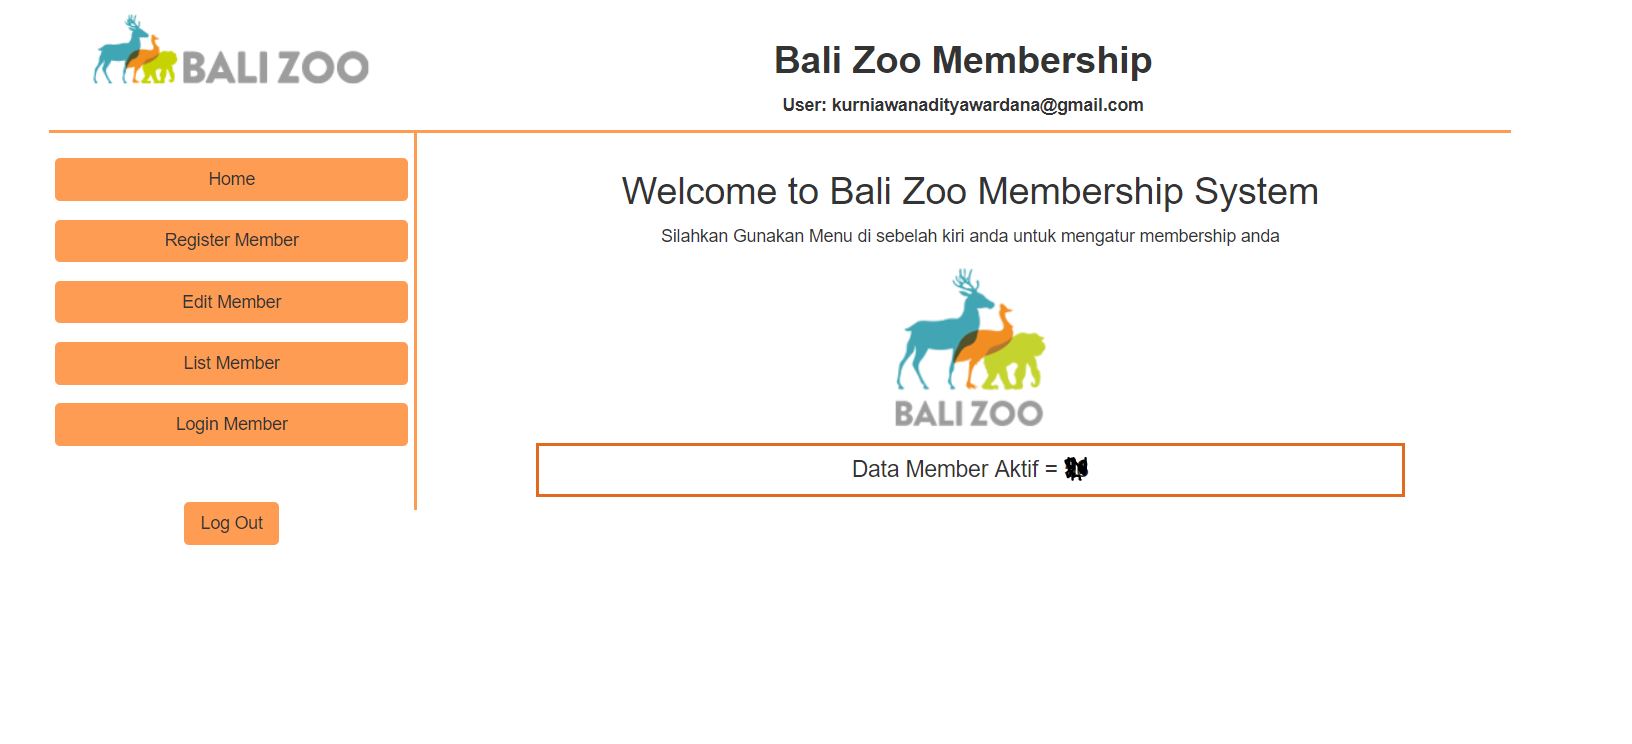 BALI ZOO
Bali Zoo Membership
User: kurniawanadityawardana@gmail.com
Home
Register Member
Edit Member
List Member
Login Member
Log Out
Welcome to Bali Zoo Membership System
Silahkan Gunakan Menu di sebelah kiri anda untuk mengatur membership anda
BALI ZOO
Data Member Aktif =